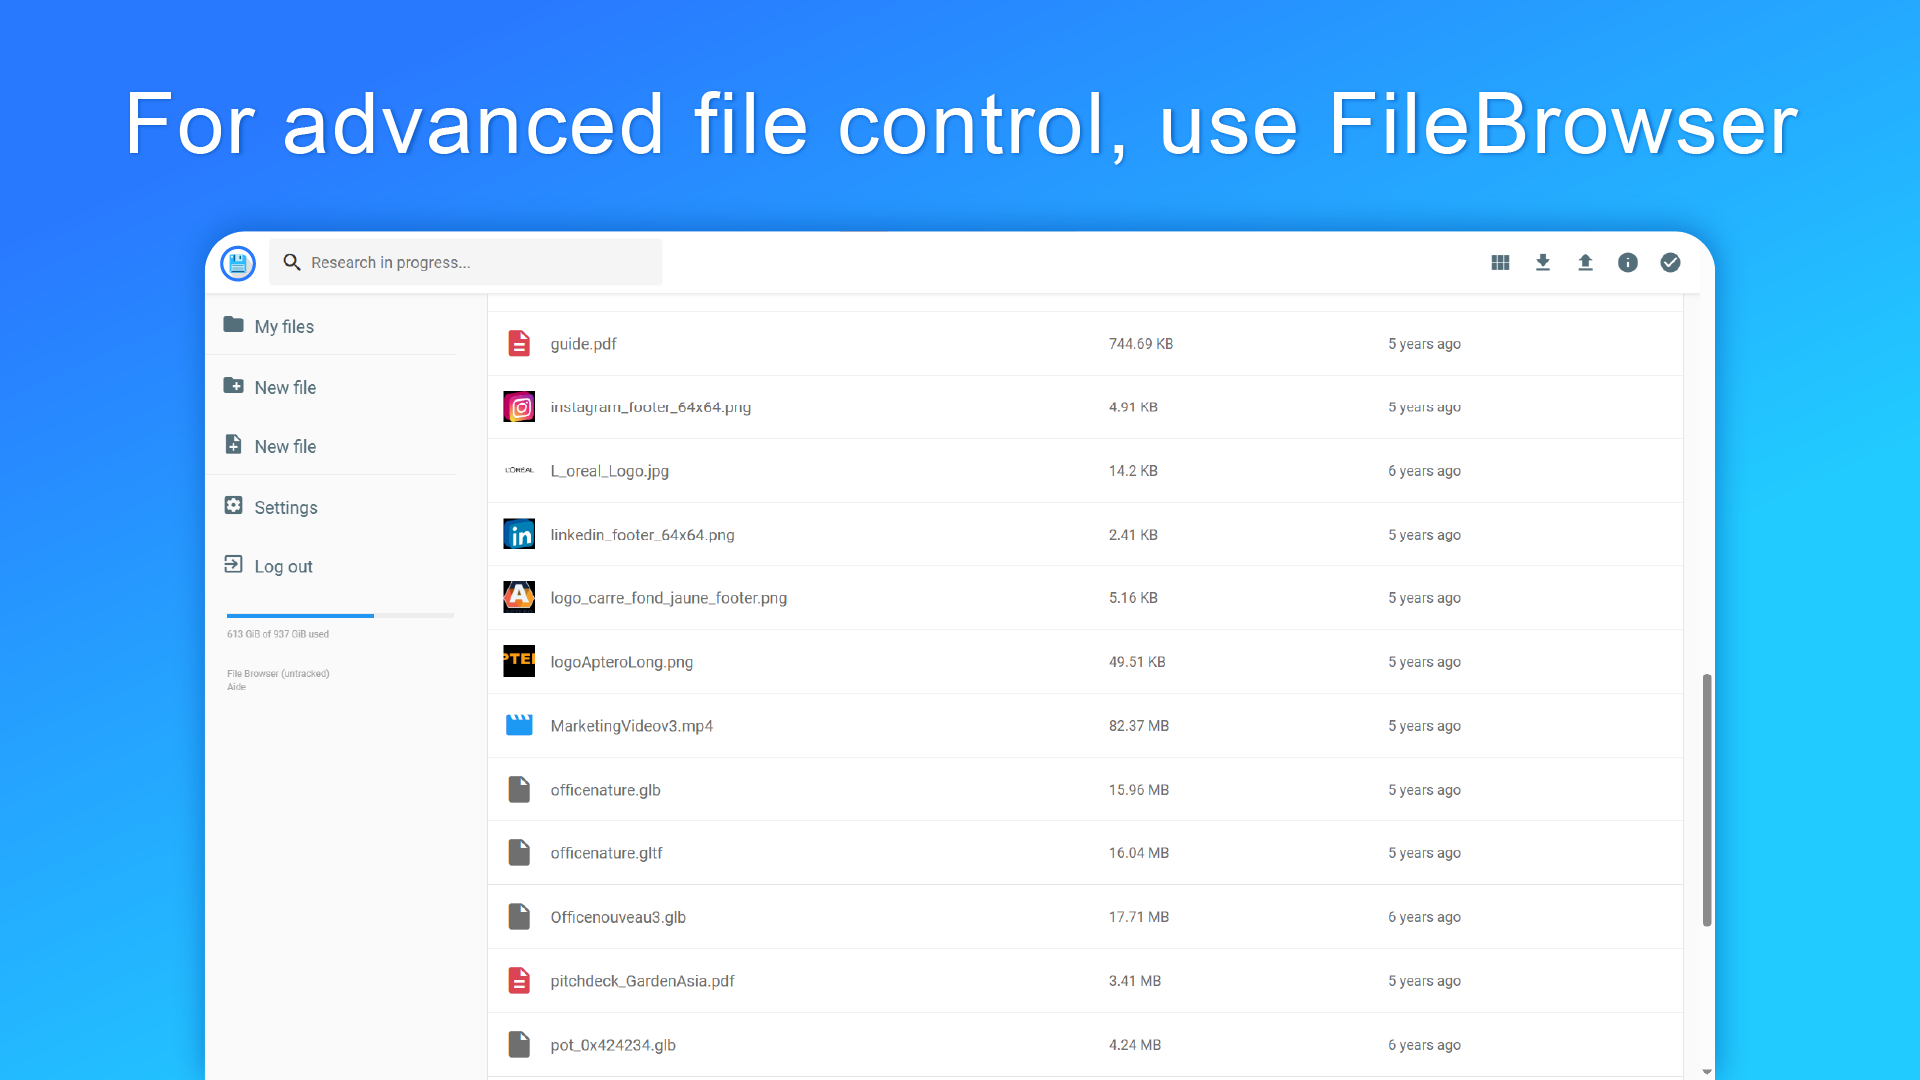 For advanced file control, use FileBrowser
Research in progress...
My files
New file
New file
Settings
Log out
613 GiB of 937 GiB used
File Browser (untracked)
Aide
guide.pdf 744.69 KB 5 years ago
instagram_footer_64x64.png 4.91 KB 5 years ago
L'ORÉAL L_oreal_Logo.jpg 14.2 KB 6 years ago
in linkedin_footer_64x64.png 2.41 KB 5 years ago
A logo_carre_fond_jaune_footer.png 5.16 KB 5 years ago
PTE logoApteroLong.png 49.51 KB 5 years ago
MarketingVideov3.mp4 82.37 MB 5 years ago
officenature.glb 15.96 MB 5 years ago
officenature.gltf 16.04 MB 5 years ago
Officenouveau3.glb 17.71 MB 6 years ago
pitchdeck_GardenAsia.pdf 3.41 MB 5 years ago
pot_0x424234.glb 4.24 MB 6 years ago